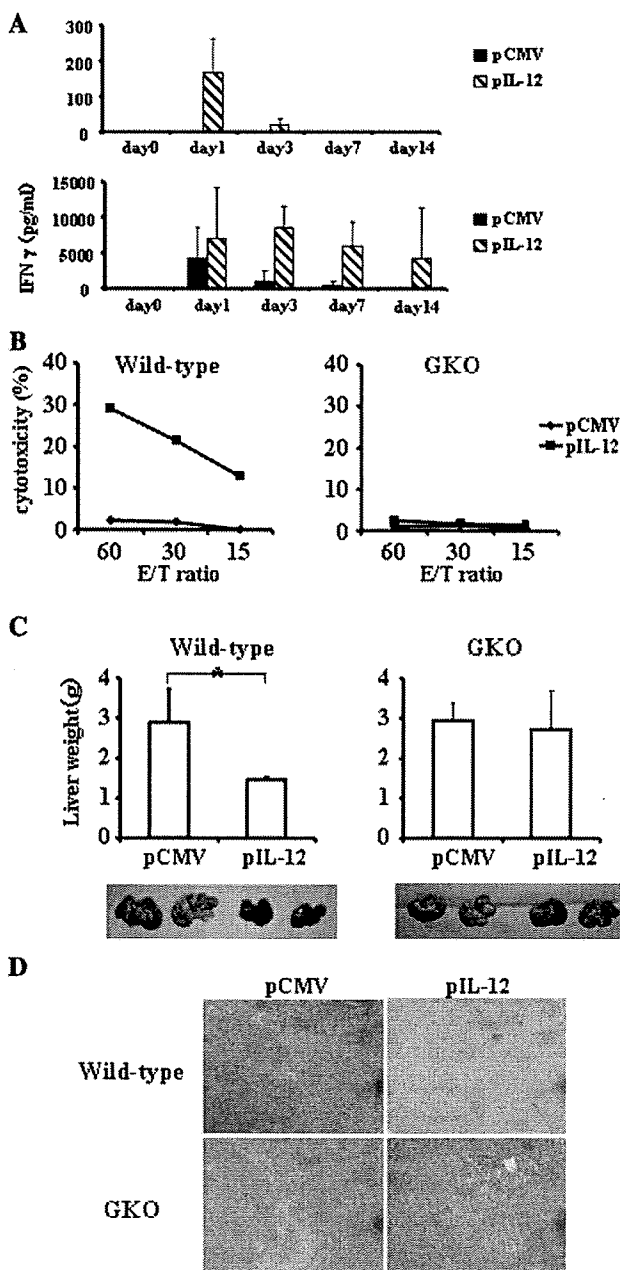 A
300
200
100
0
day0 day1 day3 day7 day14
pCMV
pIL-12
IFN γ (pg/ml)
15000
10000
5000
0
day0 day1 day3 day7 day14
pCMV
pIL-12
B
Wild-type
cytotoxicity (%)
40
30
20
10
0
60 30 15
E/T ratio
GKO
40
30
20
10
0
60 30 15
E/T ratio
pCMV
pIL-12
C
Wild-type
*
Liver weight(g)
4
3
2
1
0
pCMV pIL-12
GKO
4
3
2
1
0
pCMV pIL-12
D
pCMV pIL-12
Wild-type
GKO